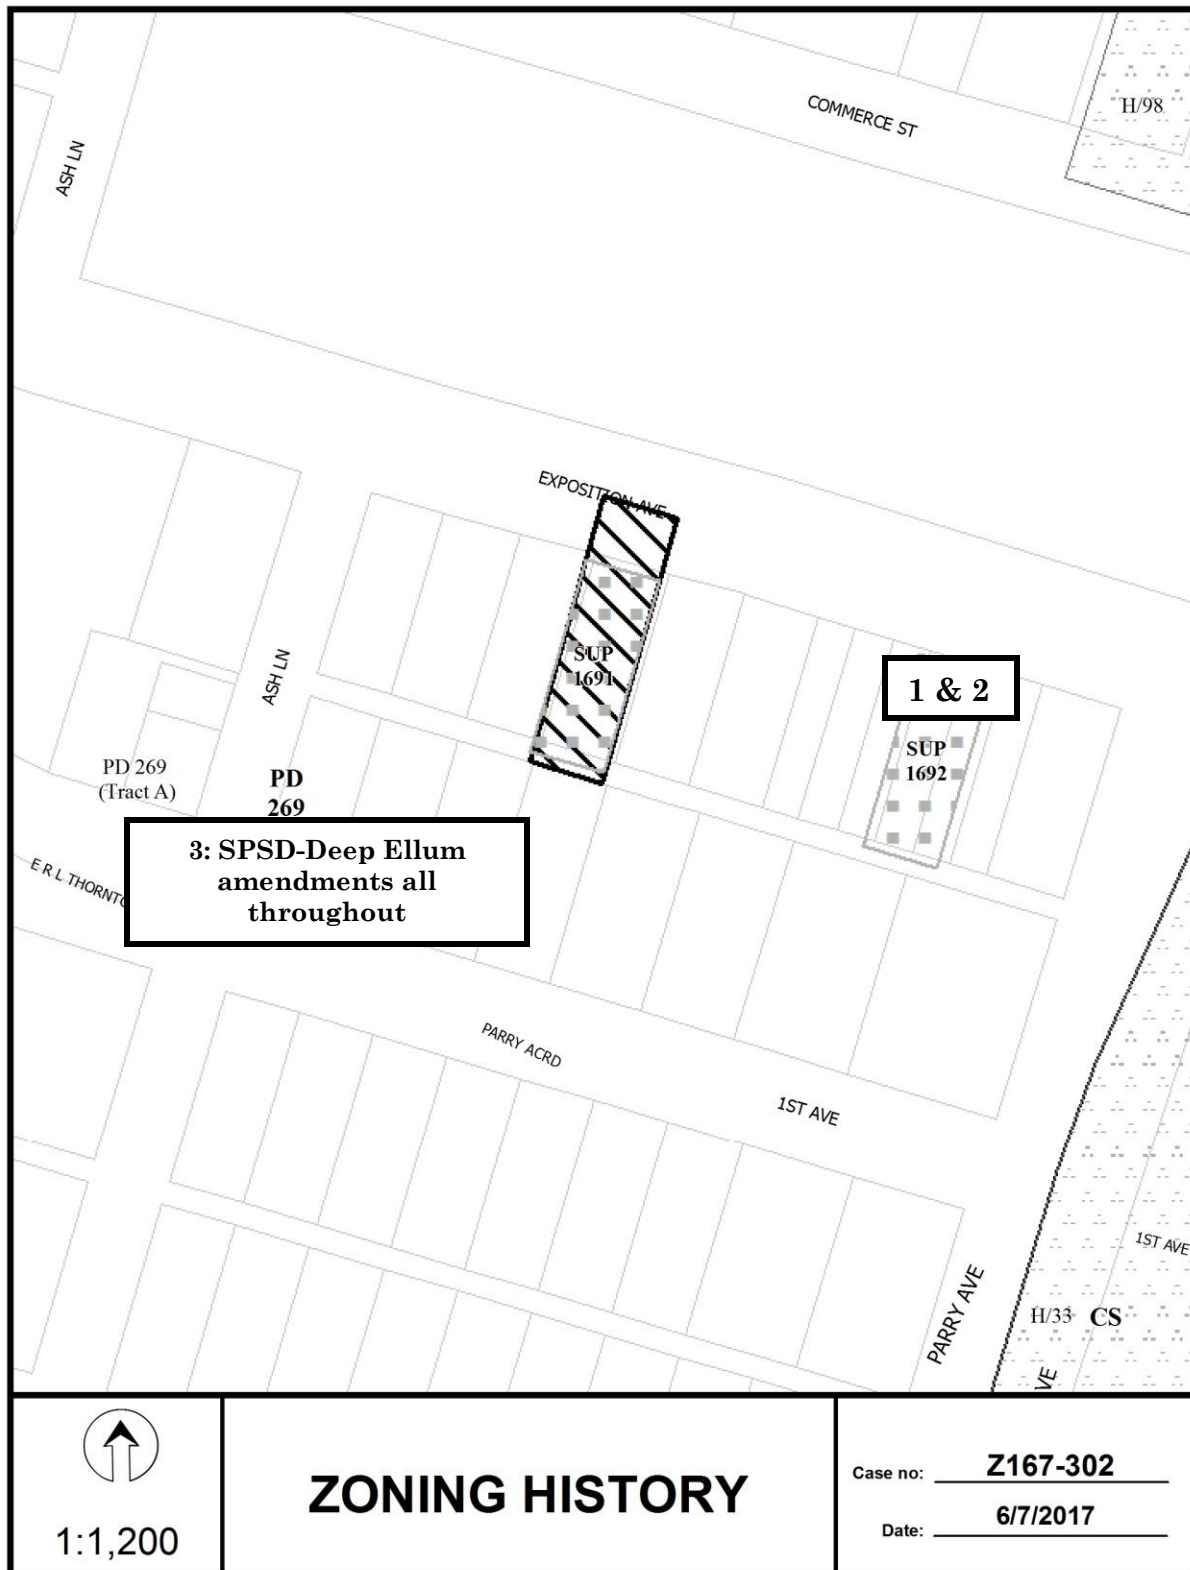 COMMERCE ST
H/98
ASH LN
EXPOSITION AVE
SUP
1691
1 & 2
SUP
1692
ASH LN
PD 269
(Tract A)
PD
269
3: SPSD-Deep Ellum
amendments all
throughout
E R L THORNTO
PARRY ACRD
1ST AVE
1ST AVE
PARRY AVE
H/33 CS
VE
1:1,200
ZONING HISTORY
Case no: Z167-302
Date: 6/7/2017